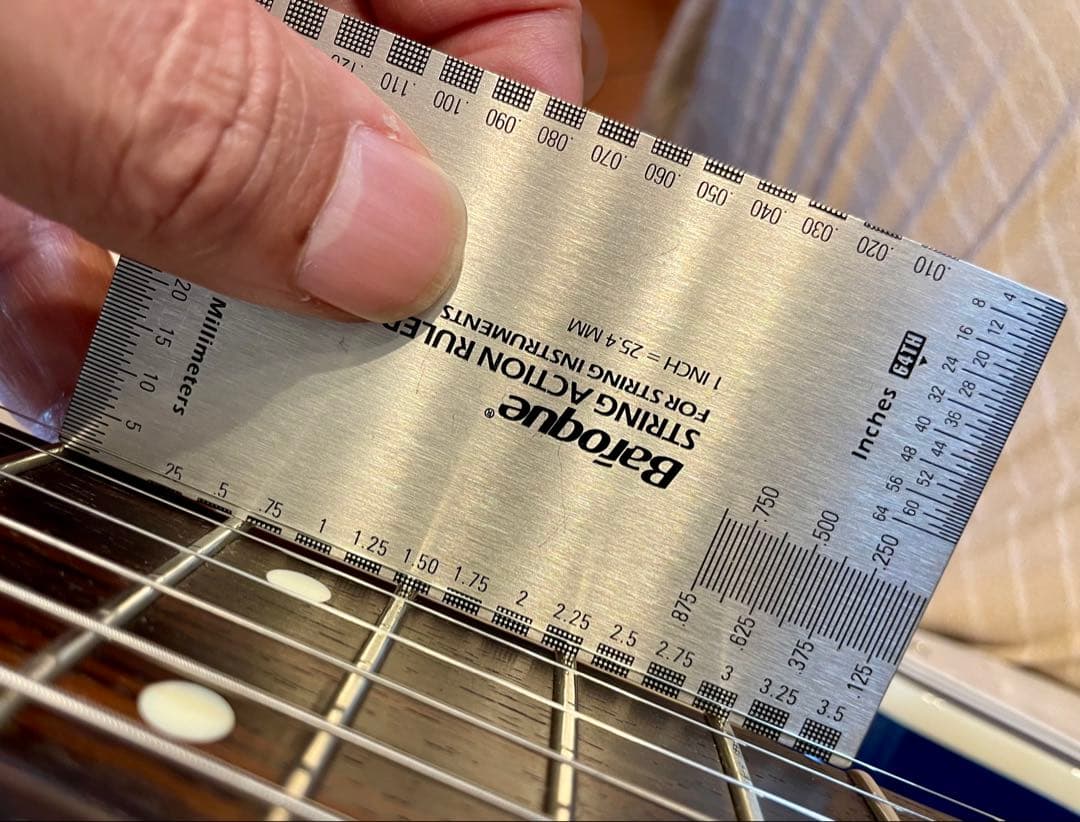 .110 .100 .090 .080 .070 .060 .050 .040 .030 .020 .010
Baroque®
STRING ACTION RULER
FOR STRING INSTRUMENTS
1 INCH = 25.4 MM
Millimeters
5 10 15 20
Inches G4TH
4 8
12 16
20 24
28 32
36 40
44 48
52 56
60 64
.750 .500 .250
.875 .625 .375 .125
.25 .5 .75 1 1.25 1.50 1.75 2 2.25 2.5 2.75 3 3.25 3.5